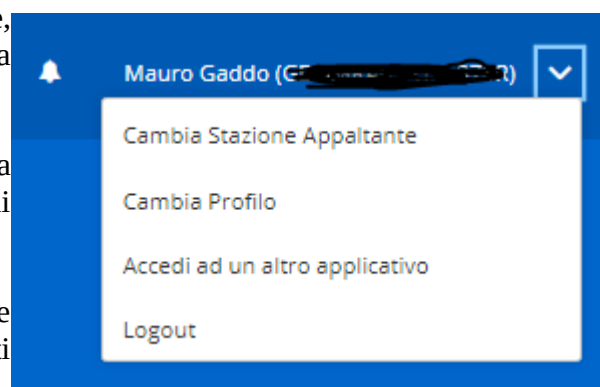 Mauro Gaddo (
Cambia Stazione Appaltante
Cambia Profilo
Accedi ad un altro applicativo
Logout